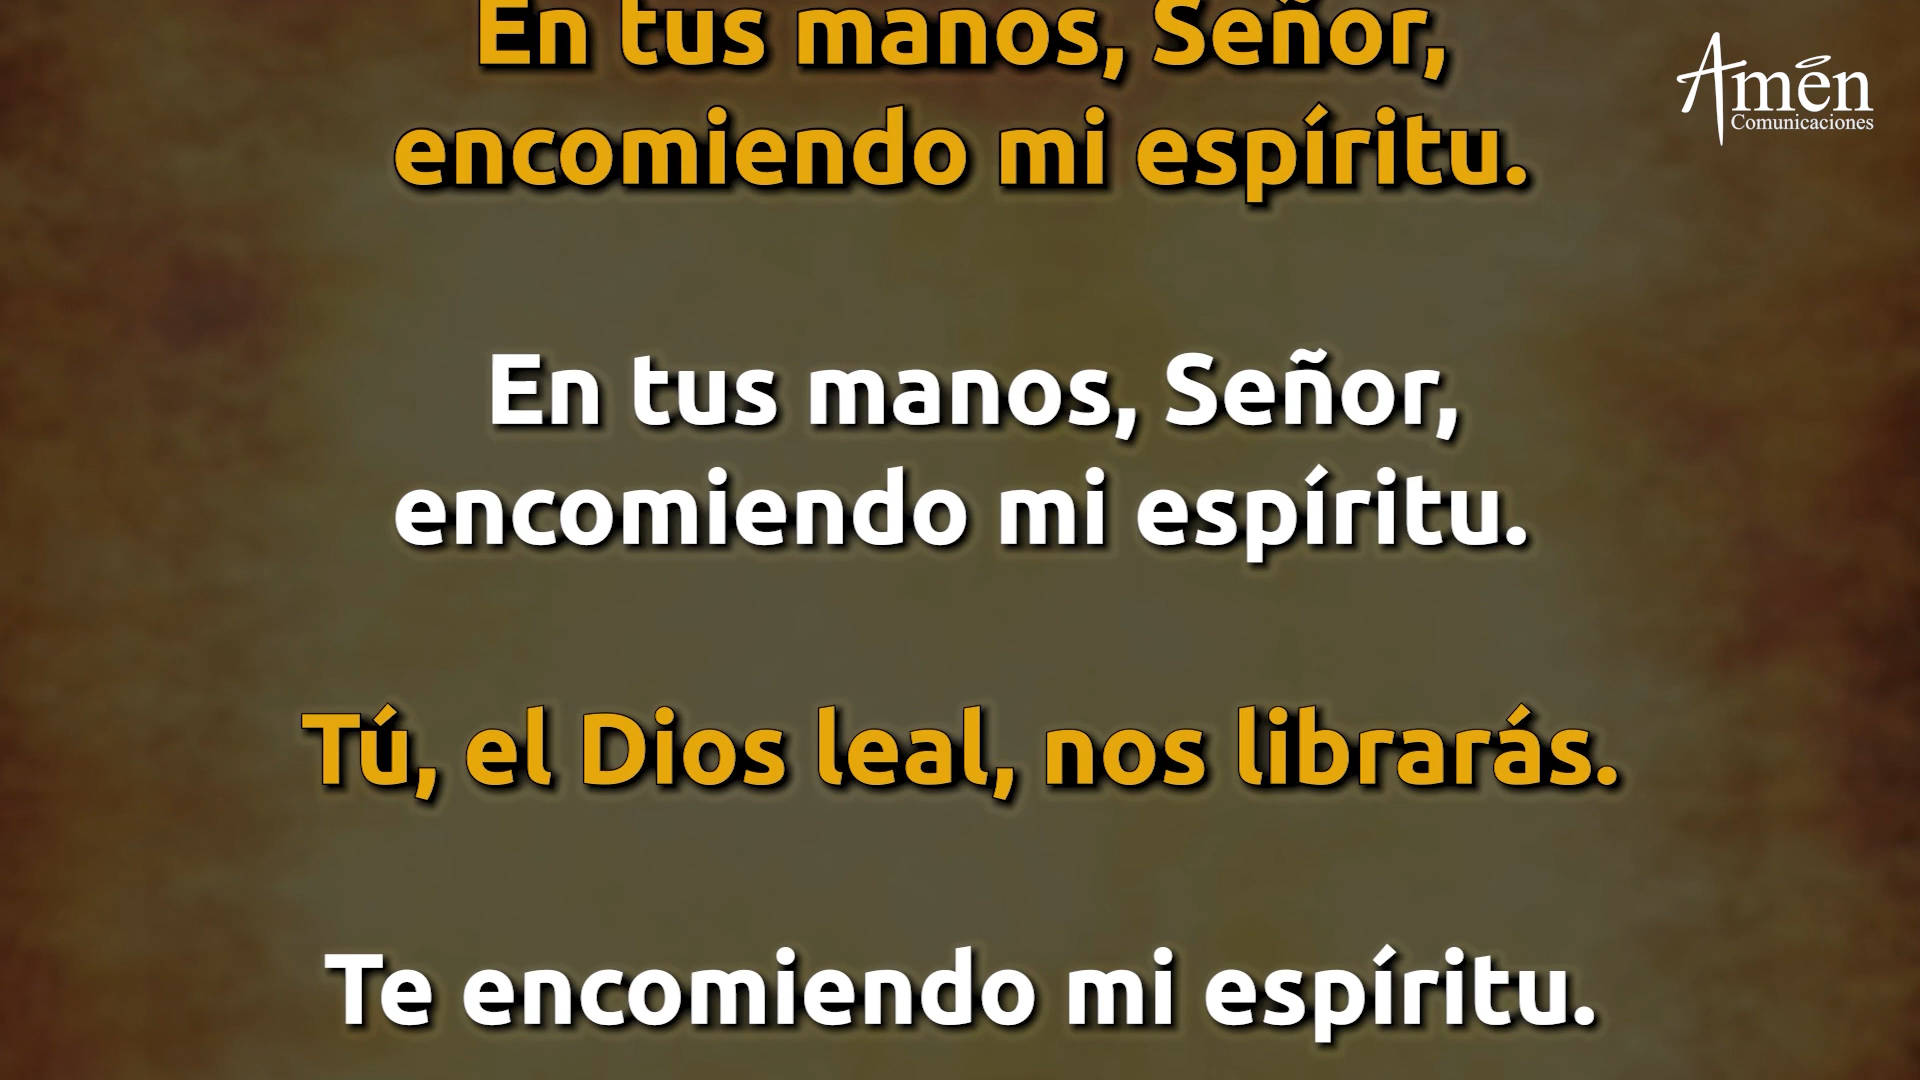 En tus manos, Señor,
encomiendo mi espíritu.
Amén
Comunicaciones
En tus manos, Señor,
encomiendo mi espíritu.
Tú, el Dios leal, nos librarás.
Te encomiendo mi espíritu.